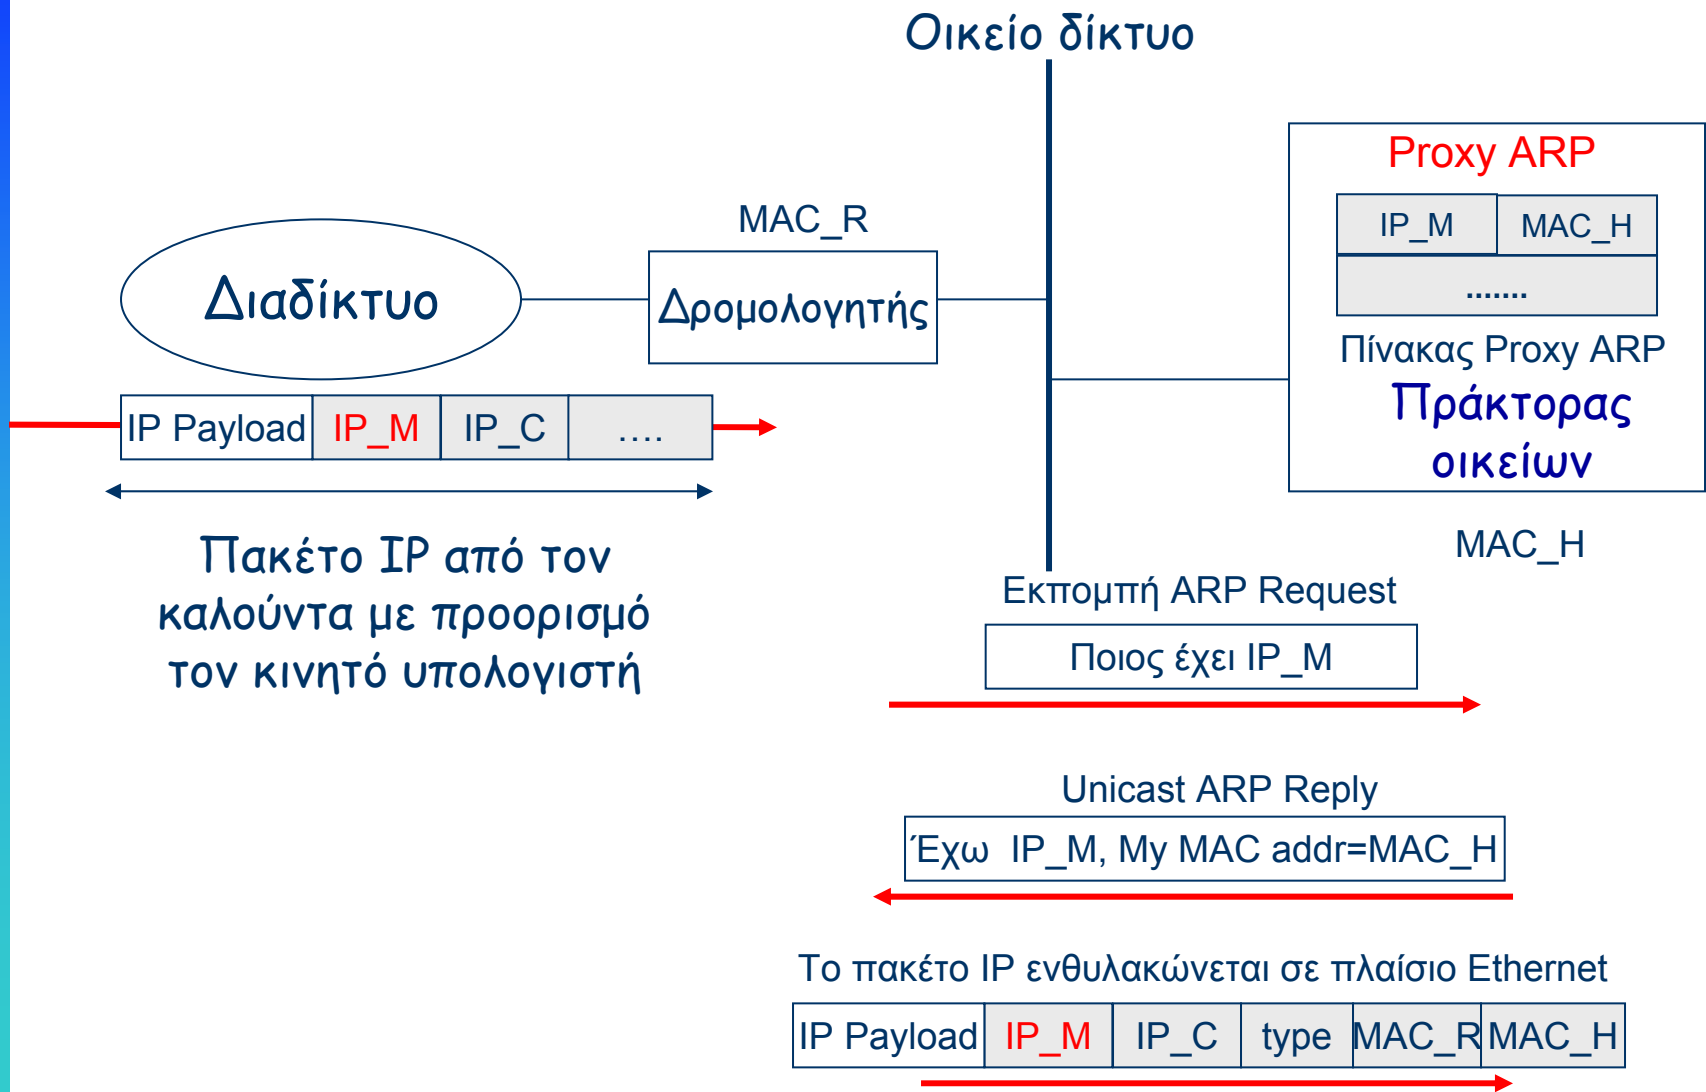 Οικείο δίκτυο
Proxy ARP
IP_M MAC_H
.......
Πίνακας Proxy ARP
Πράκτορας
οικείων
MAC_H
MAC_R
Διαδίκτυο
Δρομολογητής
IP Payload IP_M IP_C ....
Πακέτο IP από τον
καλούντα με προορισμό
τον κινητό υπολογιστή
Εκπομπή ARP Request
Ποιος έχει IP_M
Unicast ARP Reply
Έχω IP_M, My MAC addr=MAC_H
Το πακέτο IP ενθυλακώνεται σε πλαίσιο Ethernet
IP Payload IP_M IP_C type MAC_R MAC_H